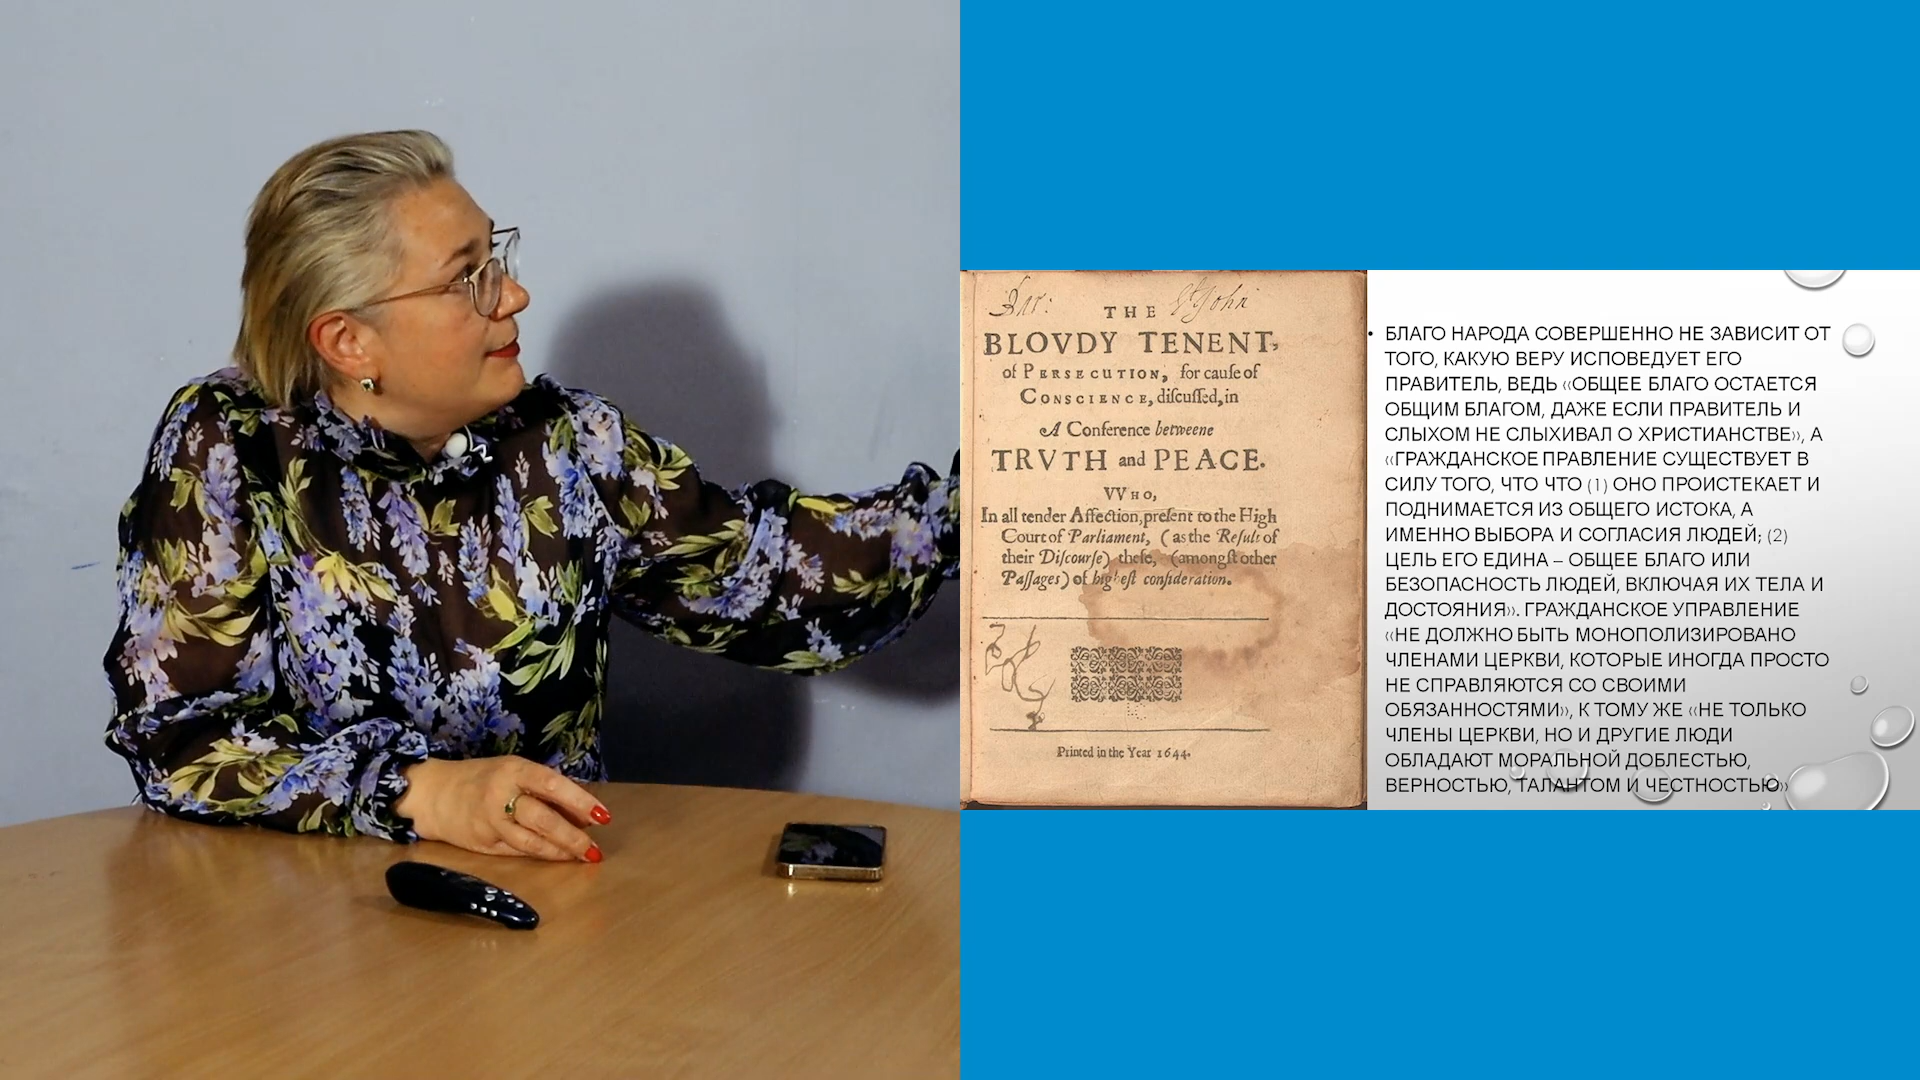 THE
BLOVDY TENENT,
of PERSECUTION, for cauſe of
CONSCIENCE, diſcuſſed, in
A Conference betweene
TRVTH and PEACE.
VVHO,
In all tender Affection, preſent to the High
Court of Parliament, (as the Reſult of
their Diſcourſe) theſe, (amongſt other
Paſſages) of higheſt conſideration.
Printed in the Year 1644.
• БЛАГО НАРОДА СОВЕРШЕННО НЕ ЗАВИСИТ ОТ
ТОГО, КАКУЮ ВЕРУ ИСПОВЕДУЕТ ЕГО
ПРАВИТЕЛЬ, ВЕДЬ «ОБЩЕЕ БЛАГО ОСТАЕТСЯ
ОБЩИМ БЛАГОМ, ДАЖЕ ЕСЛИ ПРАВИТЕЛЬ И
СЛЫХОМ НЕ СЛЫХИВАЛ О ХРИСТИАНСТВЕ», А
«ГРАЖДАНСКОЕ ПРАВЛЕНИЕ СУЩЕСТВУЕТ В
СИЛУ ТОГО, ЧТО ЧТО (1) ОНО ПРОИСТЕКАЕТ И
ПОДНИМАЕТСЯ ИЗ ОБЩЕГО ИСТОКА, А
ИМЕННО ВЫБОРА И СОГЛАСИЯ ЛЮДЕЙ; (2)
ЦЕЛЬ ЕГО ЕДИНА – ОБЩЕЕ БЛАГО ИЛИ
БЕЗОПАСНОСТЬ ЛЮДЕЙ, ВКЛЮЧАЯ ИХ ТЕЛА И
ДОСТОЯНИЯ». ГРАЖДАНСКОЕ УПРАВЛЕНИЕ
«НЕ ДОЛЖНО БЫТЬ МОНОПОЛИЗИРОВАНО
ЧЛЕНАМИ ЦЕРКВИ, КОТОРЫЕ ИНОГДА ПРОСТО
НЕ СПРАВЛЯЮТСЯ СО СВОИМИ
ОБЯЗАННОСТЯМИ», К ТОМУ ЖЕ «НЕ ТОЛЬКО
ЧЛЕНЫ ЦЕРКВИ, НО И ДРУГИЕ ЛЮДИ
ОБЛАДАЮТ МОРАЛЬНОЙ ДОБЛЕСТЬЮ,
ВЕРНОСТЬЮ, ТАЛАНТОМ И ЧЕСТНОСТЬЮ»